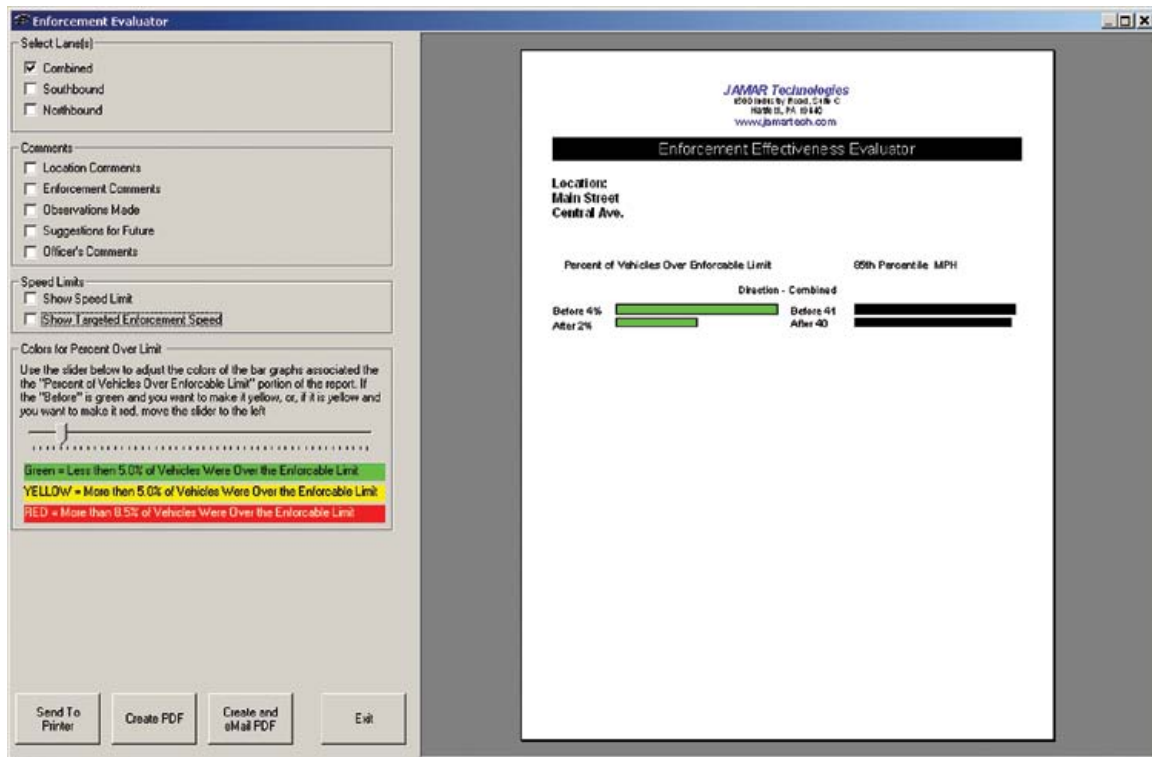 Enforcement Evaluator
Select Lane(s)
Combined
Southbound
Northbound
Comments
Location Comments
Enforcement Comments
Observations Made
Suggestions for Future
Officer's Comments
Speed Limits
Show Speed Limit
Show Targeted Enforcement Speed
Colors for Percent Over Limit
Use the slider below to adjust the colors of the bar graphs associated the
the "Percent of Vehicles Over Enforcable Limit" portion of the report. If
the "Before" is green and you want to make it yellow, or, if it is yellow and
you want to make it red, move the slider to the left
Green = Less then 5.0% of Vehicles Were Over the Enforcable Limit
YELLOW = More then 5.0% of Vehicles Were Over the Enforcable Limit
RED = More than 8.5% of Vehicles Were Over the Enforcable Limit
Send To
Printer
Create PDF
Create and
eMail PDF
Exit
JAMAR Technologies
PA
www.jamartech.com
Enforcement Effectiveness Evaluator
Location:
Main Street
Central Ave.
Percent of Vehicles Over Enforcable Limit
85th Percentile MPH
Direction - Combined
Before 4%
Before 41
After 2%
After 40